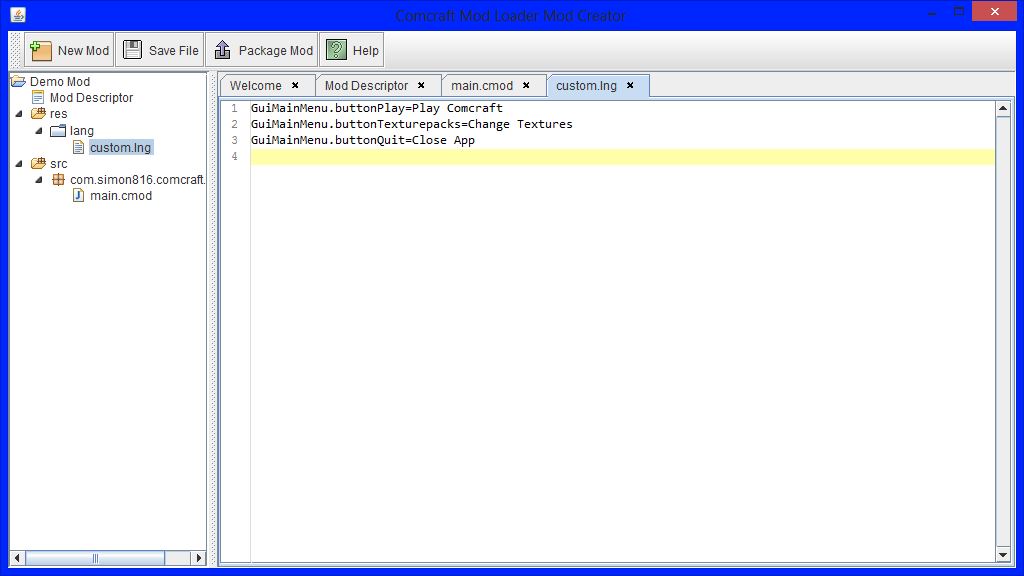 Comcraft Mod Loader Mod Creator
New Mod Save File Package Mod Help
Demo Mod
Mod Descriptor
res
lang
custom.lng
src
com.simon816.comcraft.
main.cmod
Welcome Mod Descriptor main.cmod custom.lng
1 GuiMainMenu.buttonPlay=Play Comcraft
2 GuiMainMenu.buttonTexturepacks=Change Textures
3 GuiMainMenu.buttonQuit=Close App
4